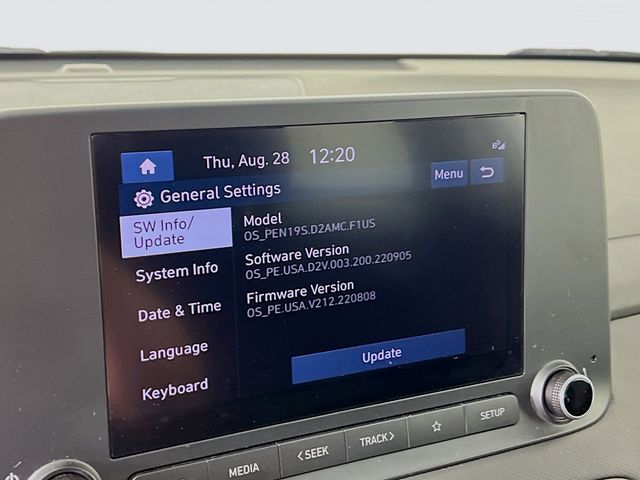 Thu, Aug. 28 12:20
General Settings
Menu
SW Info/
Update
System Info
Date & Time
Language
Keyboard
Model
OS_PEN19S.D2AMC.F1US
Software Version
OS_PE.USA.D2V.003.200.220905
Firmware Version
OS_PE.USA.V212.220808
Update
MEDIA
<SEEK
TRACK>
SETUP